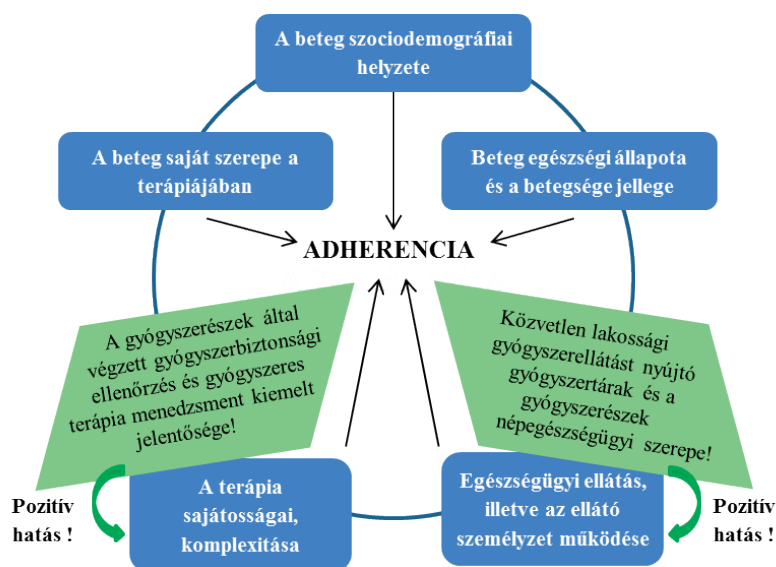 A beteg szociodemográfiai
helyzete
A beteg saját szerepe a
terápiájában
Beteg egészségi állapota
és a betegsége jellege
ADHERENCIA
A gyógyszerészek által
végzett gyógyszerbiztonsági
ellenőrzés és gyógyszeres
terápia menedzsment kiemelt
jelentősége!
Közvetlen lakossági
gyógyszerellátást nyújtó
gyógyszertárak és a
gyógyszerészek
népegészségügyi szerepe!
Pozitív
hatás !
A terápia
sajátosságai,
komplexitása
Egészségügyi ellátás,
illetve az ellátó
személyzet működése
Pozitív
hatás !